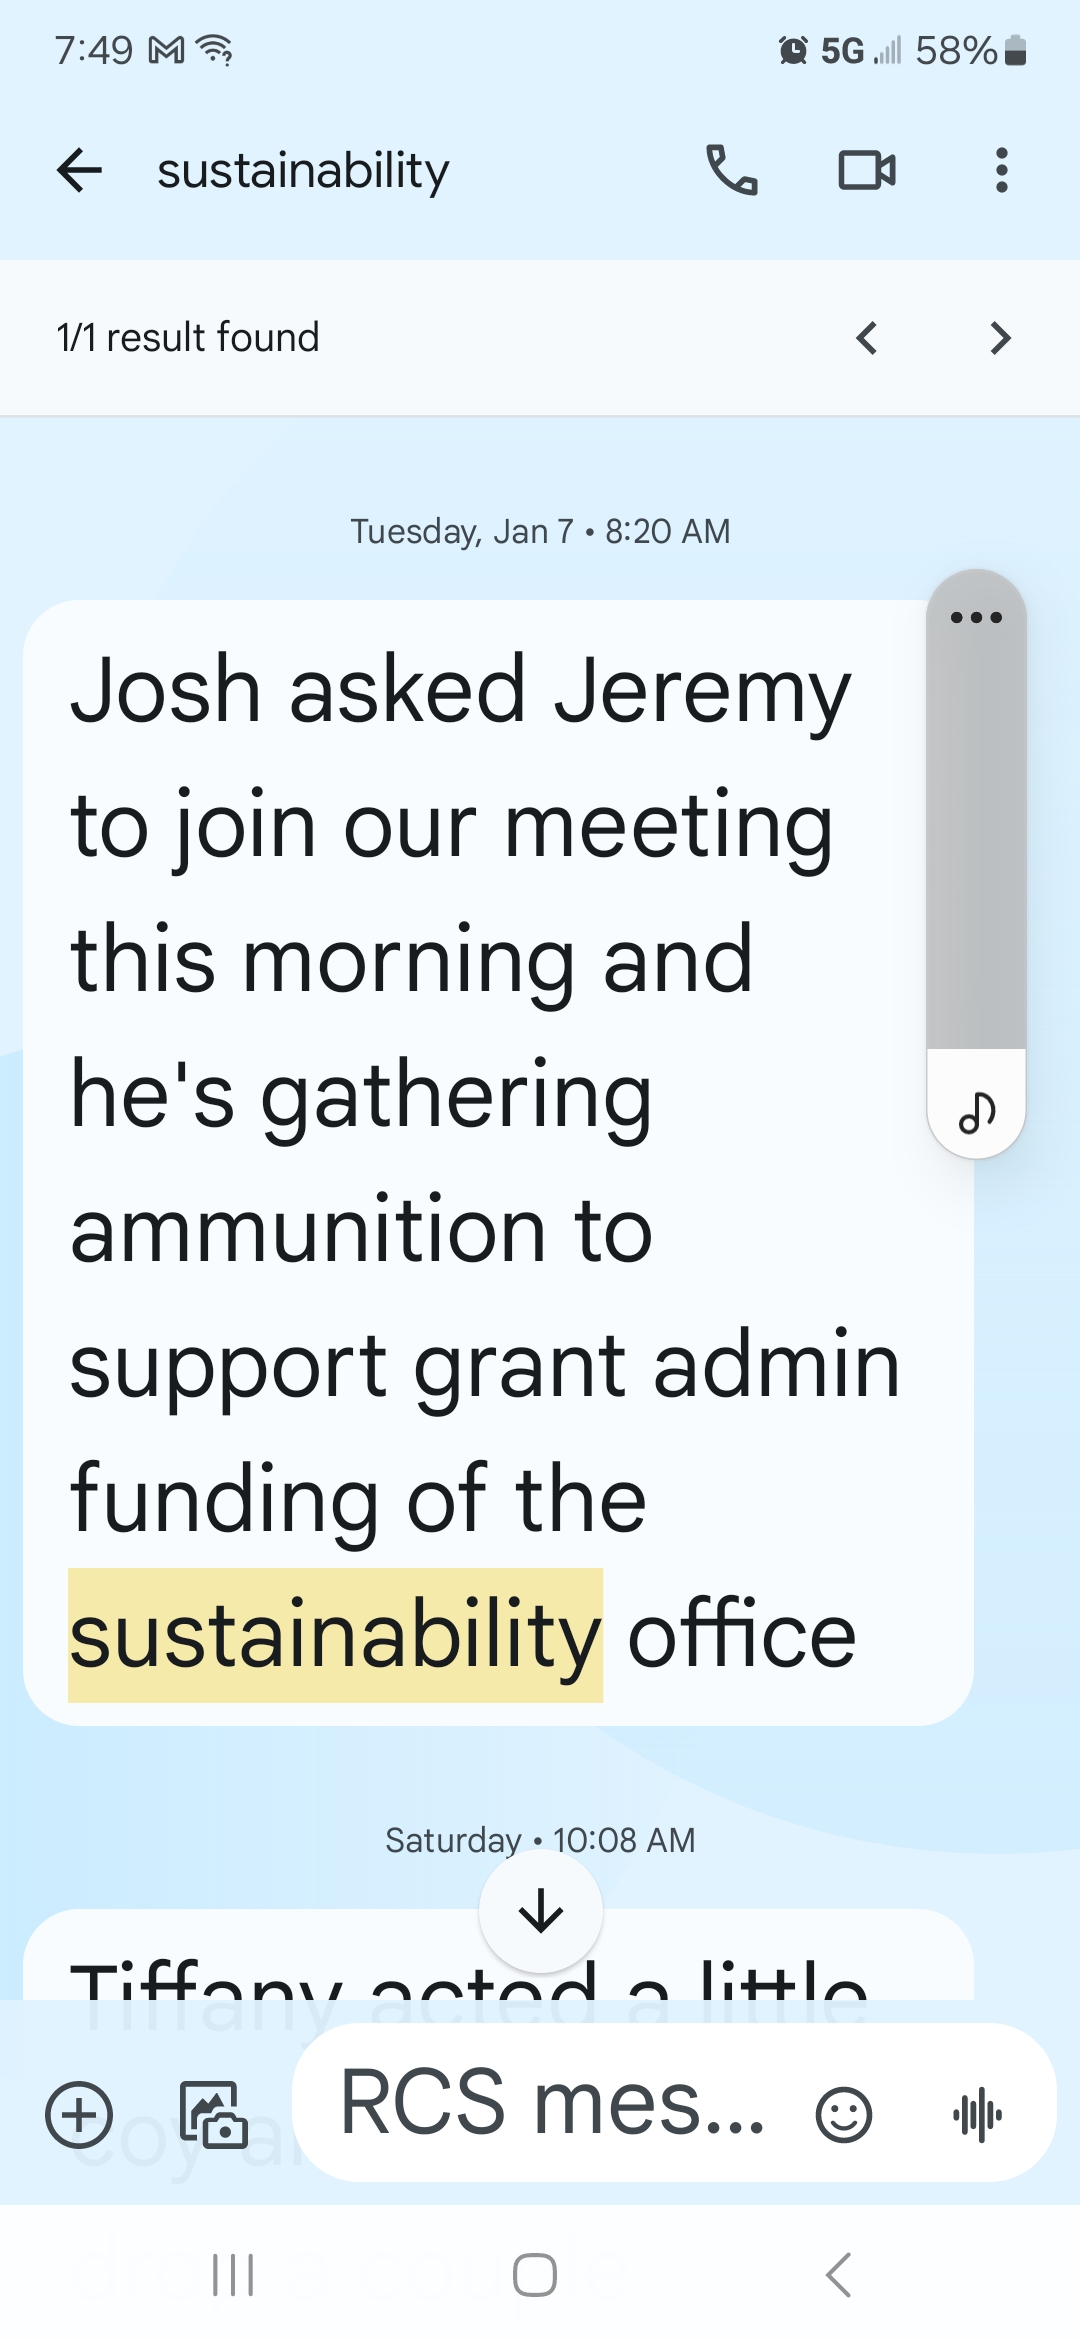 7:49 5G 58%
sustainability
1/1 result found
Tuesday, Jan 7 • 8:20 AM
Josh asked Jeremy
to join our meeting
this morning and
he's gathering
ammunition to
support grant admin
funding of the
sustainability office
Saturday • 10:08 AM
Tiffany acted a little
RCS mes...